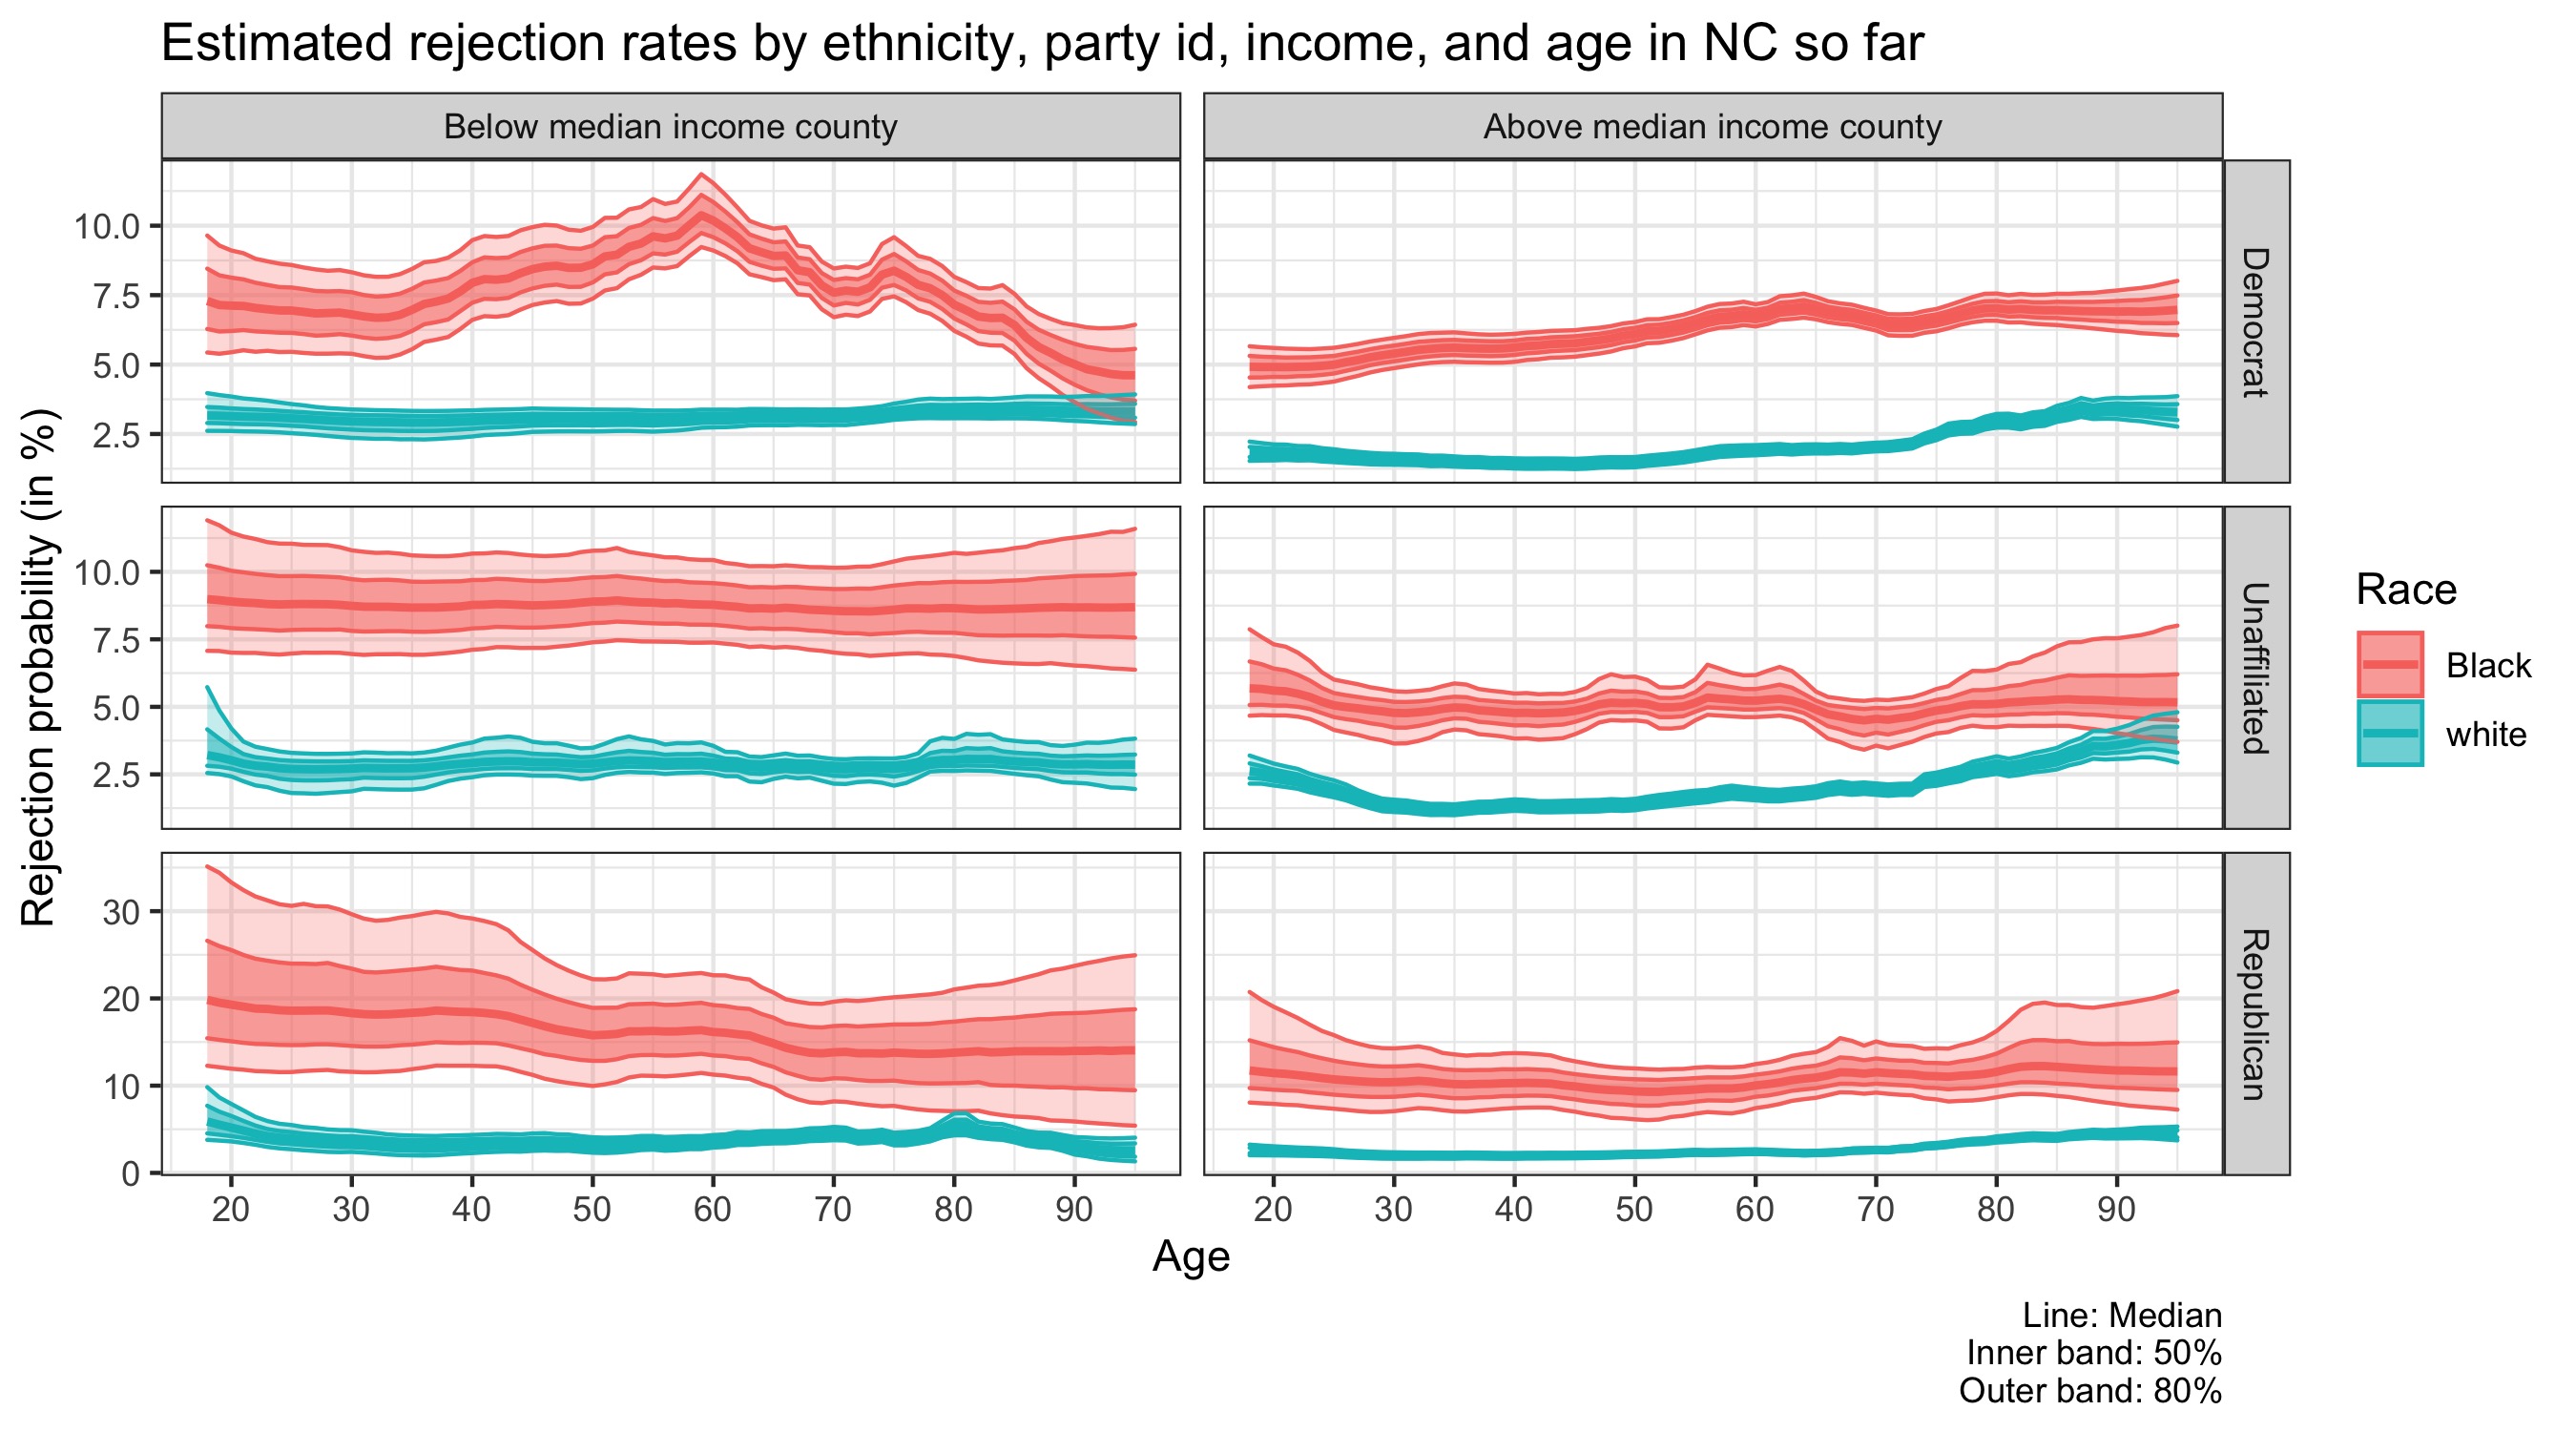 Estimated rejection rates by ethnicity, party id, income, and age in NC so far
Below median income county
Above median income county
Rejection probability (in %)
10.0
7.5
5.0
2.5
Democrat
10.0
7.5
5.0
2.5
Unaffiliated
30
20
10
0
Republican
20 30 40 50 60 70 80 90
20 30 40 50 60 70 80 90
Age
Race
Black
white
Line: Median
Inner band: 50%
Outer band: 80%